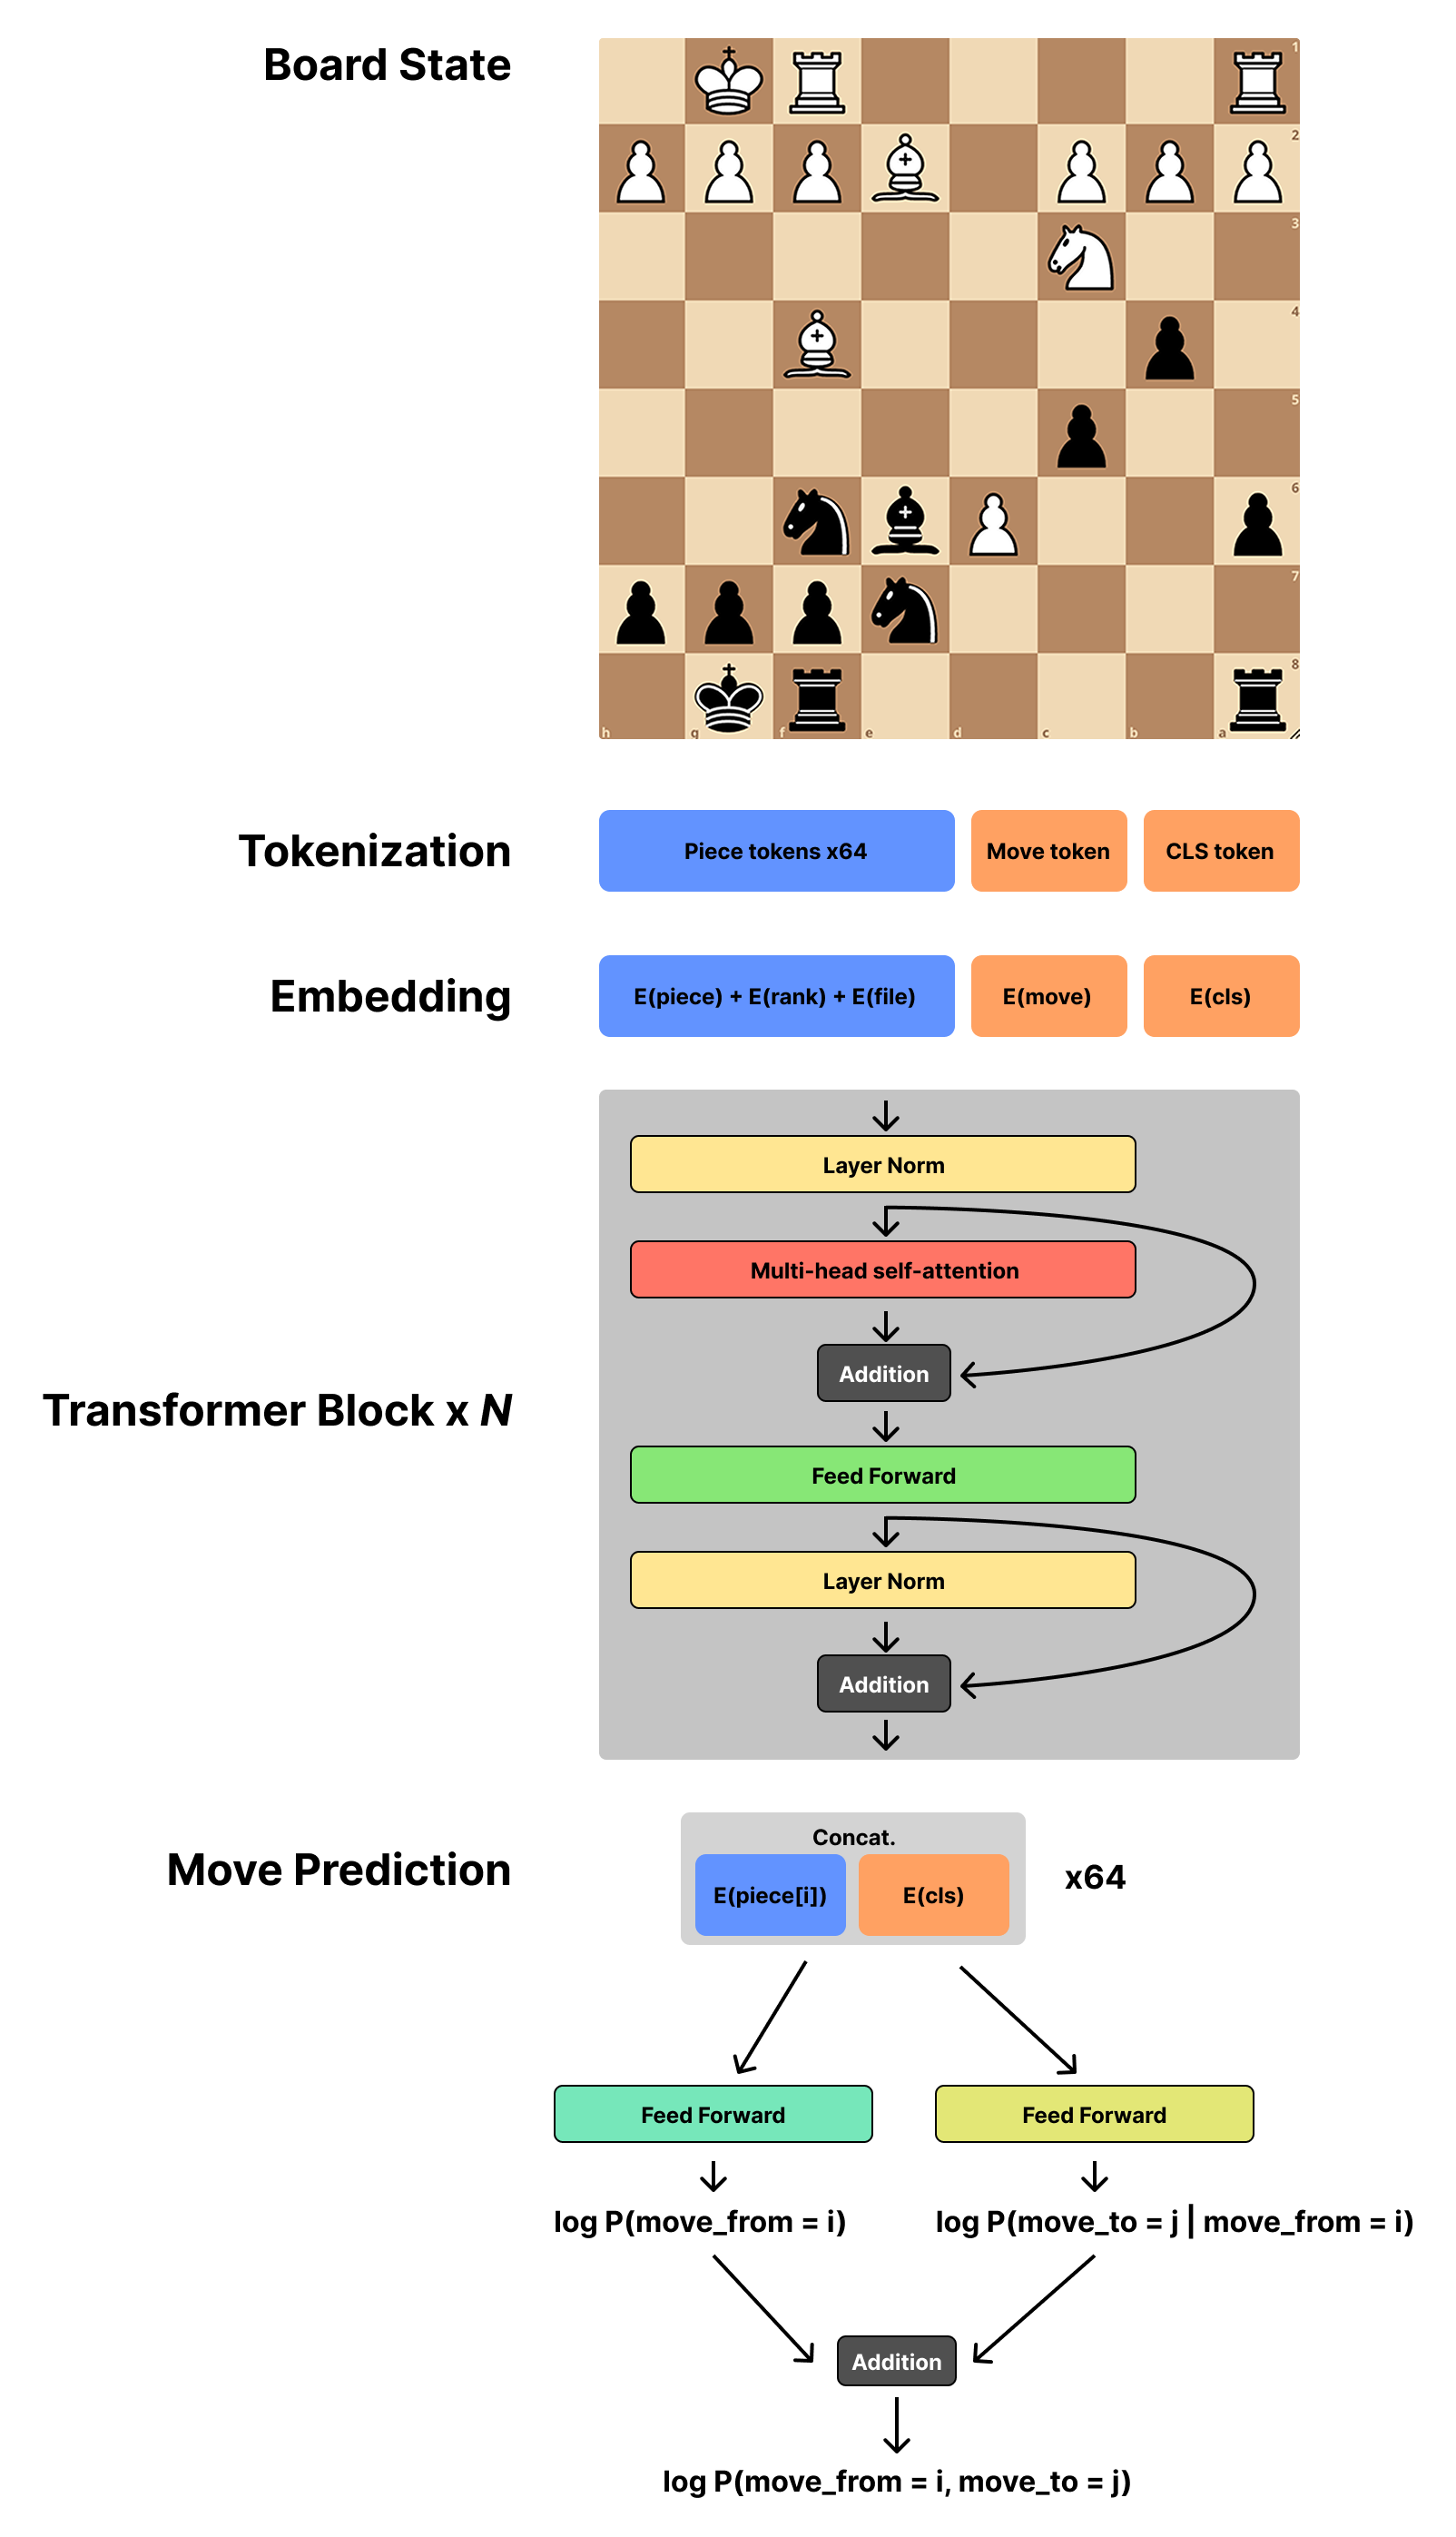 Board State
1
2
3
4
5
6
7
8
h g f e d c b a
Tokenization
Piece tokens x64
Move token
CLS token
Embedding
E(piece) + E(rank) + E(file)
E(move)
E(cls)
Transformer Block x N
Layer Norm
Multi-head self-attention
Addition
Feed Forward
Layer Norm
Addition
Move Prediction
Concat.
E(piece[i])
E(cls)
x64
Feed Forward
Feed Forward
log P(move_from = i)
log P(move_to = j | move_from = i)
Addition
log P(move_from = i, move_to = j)